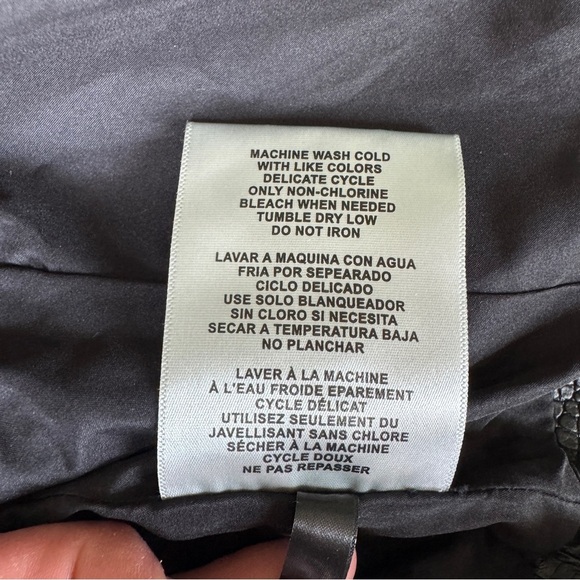 MACHINE WASH COLD
WITH LIKE COLORS
DELICATE CYCLE
ONLY NON-CHLORINE
BLEACH WHEN NEEDED
TUMBLE DRY LOW
DO NOT IRON
LAVAR A MAQUINA CON AGUA
FRIA POR SEPEARADO
CICLO DELICADO
USE SOLO BLANQUEADOR
SIN CLORO SI NECESITA
SECAR A TEMPERATURA BAJA
NO PLANCHAR
LAVER À LA MACHINE
À L'EAU FROIDE EPAREMENT
CYCLE DÉLICAT
UTILISEZ SEULEMENT DU
JAVELLISANT SANS CHLORE
SÉCHER À LA MACHINE
CYCLE DOUX
NE PAS REPASSER